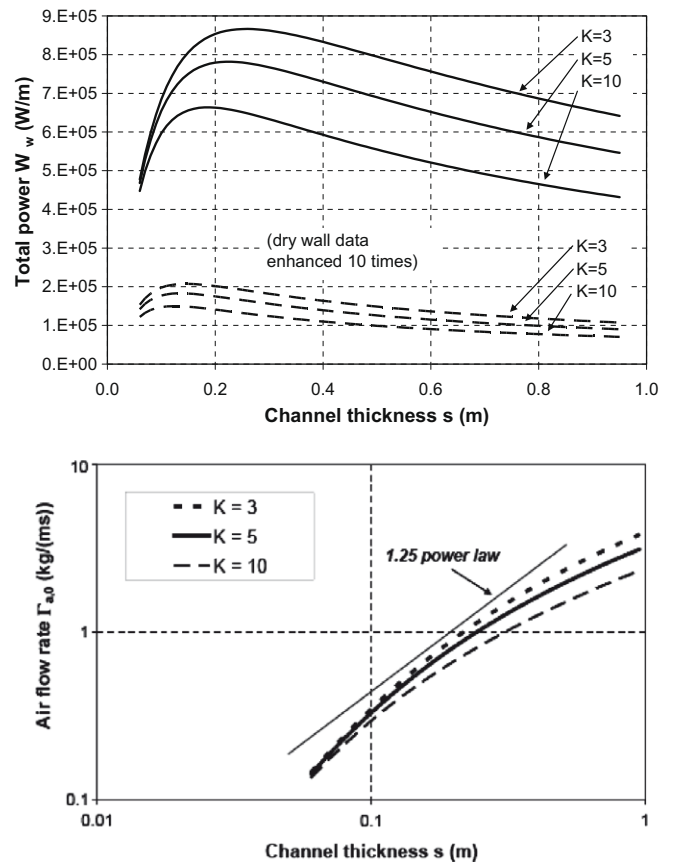 9.E+05
8.E+05
7.E+05
6.E+05
5.E+05
4.E+05
3.E+05
2.E+05
1.E+05
0.E+00
Total power W w (W/m)
K=3
K=5
K=10
(dry wall data
enhanced 10 times)
K=3
K=5
K=10
0.0 0.2 0.4 0.6 0.8 1.0
Channel thickness s (m)
10
1
0.1
Air flow rate Γa,0 (kg/(ms))
K = 3
K = 5
K = 10
1.25 power law
0.01 0.1 1
Channel thickness s (m)